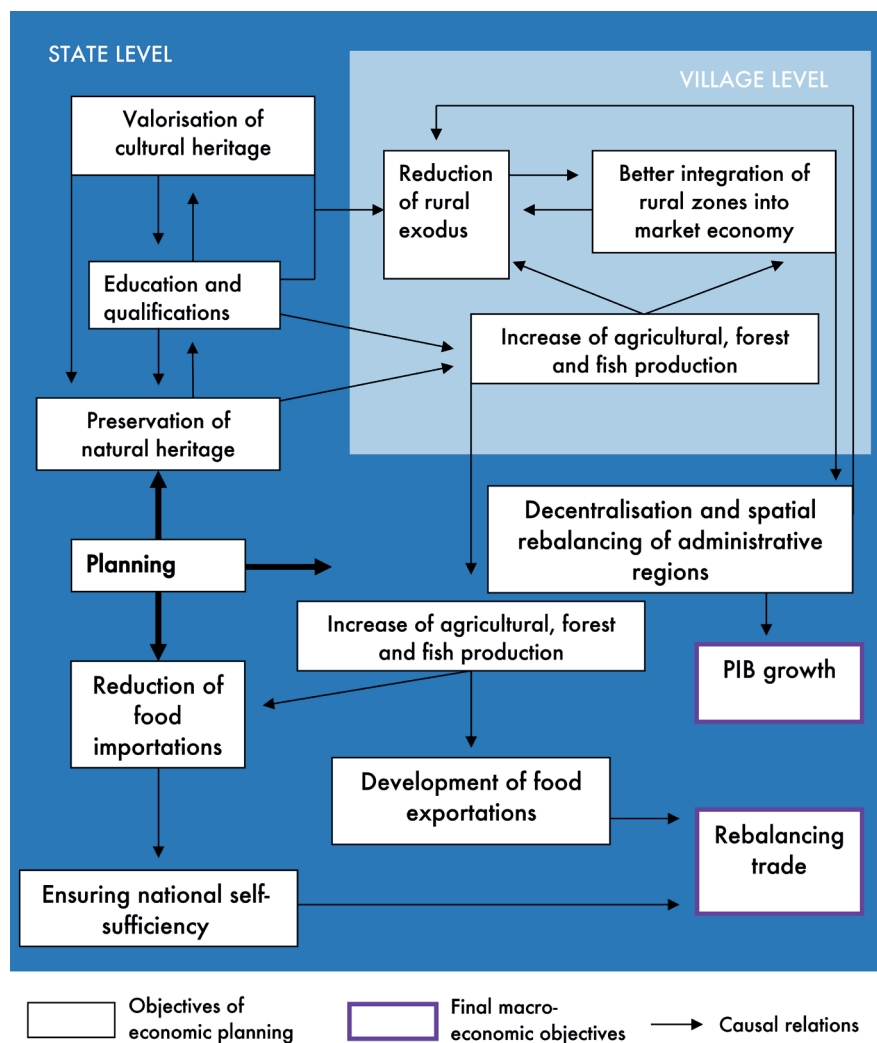 STATE LEVEL
VILLAGE LEVEL
Valorisation of
cultural heritage
Reduction
of rural
exodus
Better integration of
rural zones into
market economy
Education and
qualifications
Increase of agricultural, forest
and fish production
Preservation of
natural heritage
Decentralisation and spatial
rebalancing of administrative
regions
Planning
Increase of agricultural, forest
and fish production
PIB growth
Reduction of
food
importations
Development of food
exportations
Rebalancing
trade
Ensuring national self-
sufficiency
Objectives of
economic planning
Final macro-
economic objectives
Causal relations